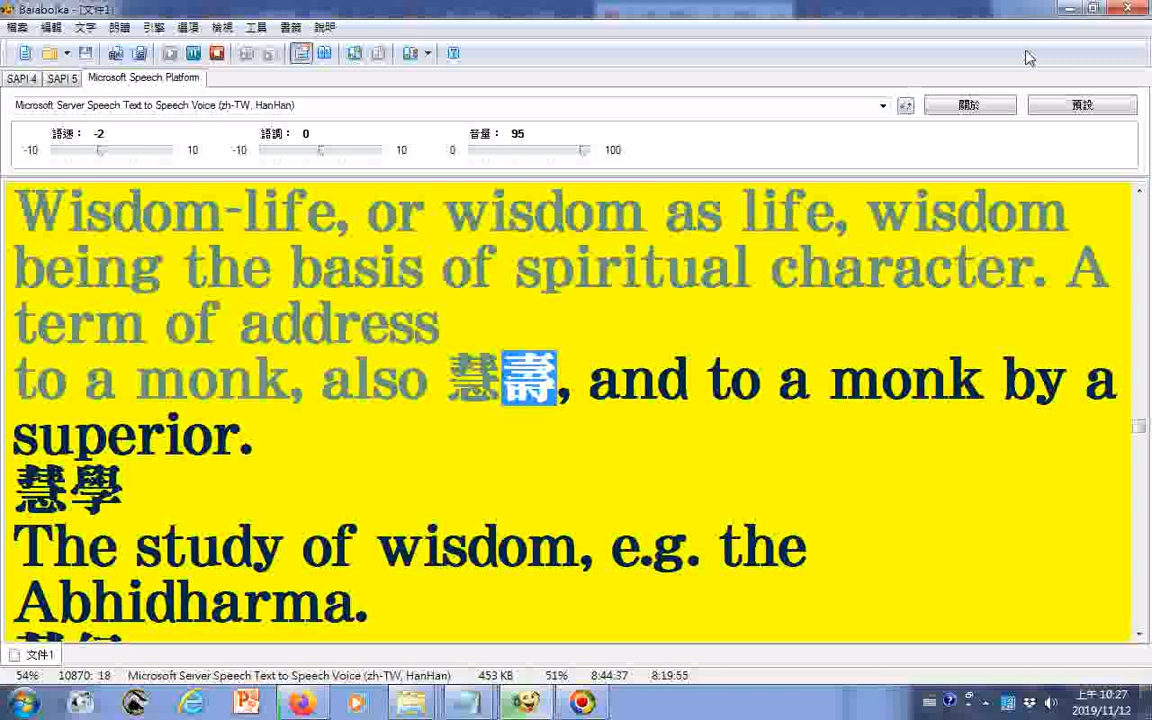 Balabolka - [文件1]
檔案 編輯 文字 朗讀 引擎 選項 檢視 工具 書籤 說明
SAPI 4 SAPI 5 Microsoft Speech Platform
Microsoft Server Speech Text to Speech Voice (zh-TW, HanHan) 關於 預設
語速： -2 語調： 0 音量： 95
-10 10 -10 10 0 100
Wisdom-life, or wisdom as life, wisdom
being the basis of spiritual character. A
term of address
to a monk, also 慧壽, and to a monk by a
superior.
慧學
The study of wisdom, e.g. the
Abhidharma.
文件1
54% 10870: 18 Microsoft Server Speech Text to Speech Voice (zh-TW, HanHan) 453 KB 51% 8:44:37 8:19:55
上午 10:27
2019/11/12